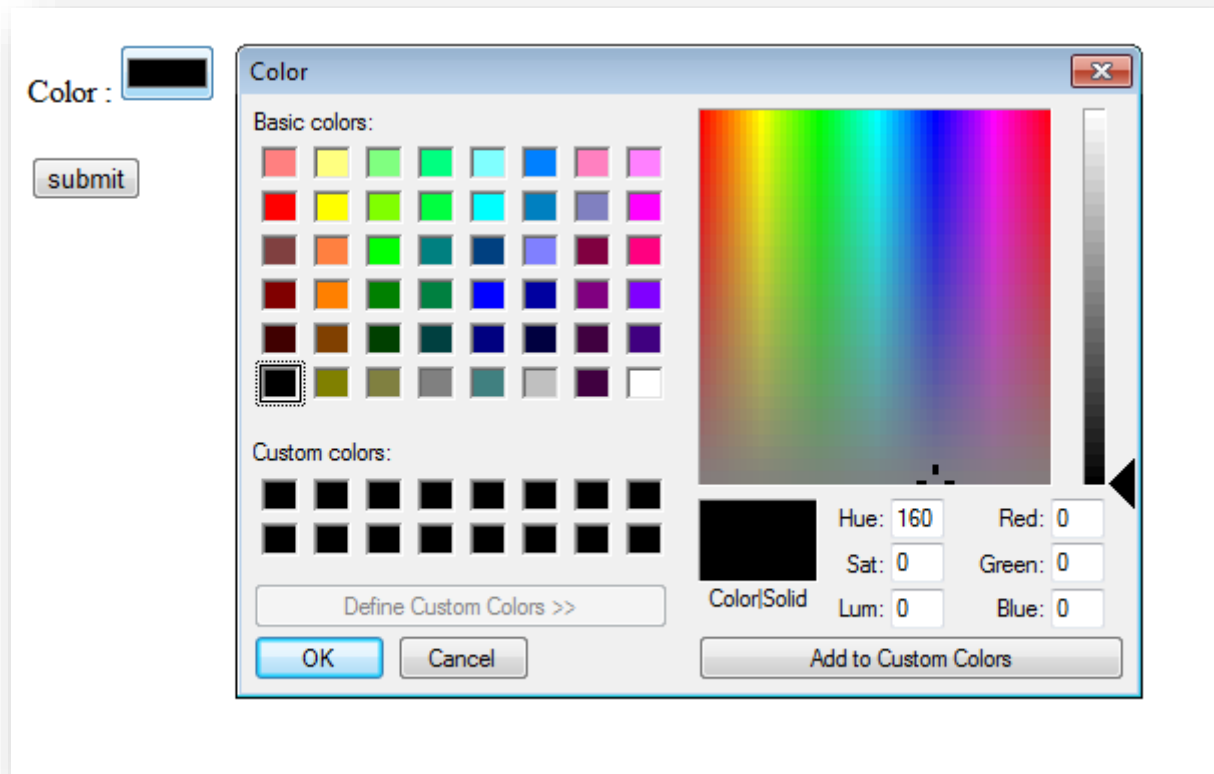 Color :
submit
Color
Basic colors:
Custom colors:
Define Custom Colors >>
OK Cancel
Color|Solid
Hue: 160 Red: 0
Sat: 0 Green: 0
Lum: 0 Blue: 0
Add to Custom Colors